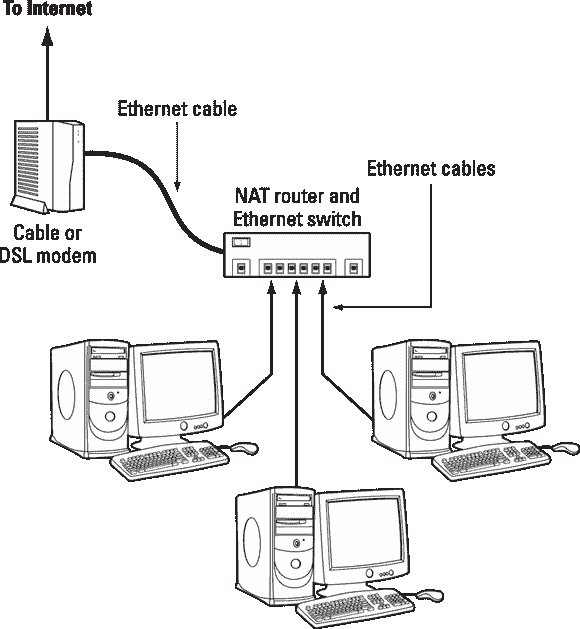 To Internet
Ethernet cable
Ethernet cables
NAT router and
Ethernet switch
Cable or
DSL modem